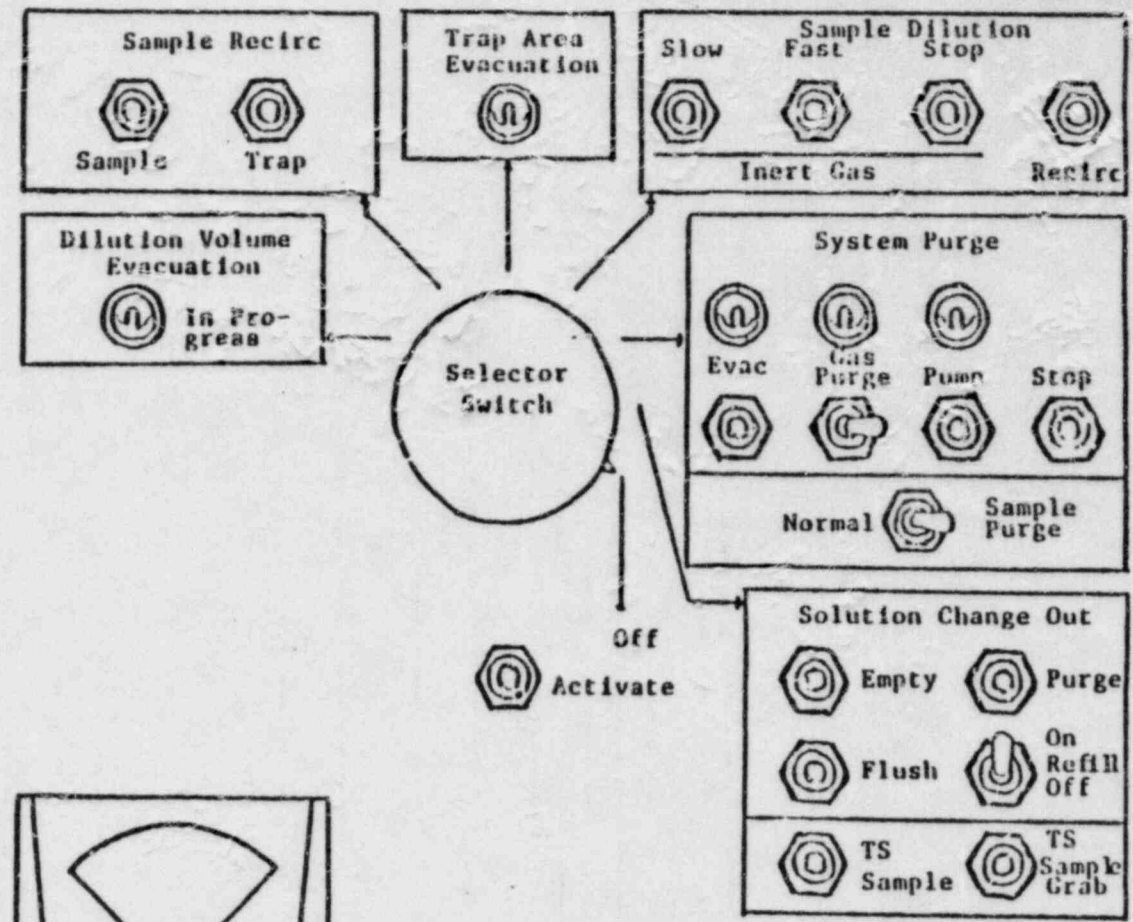 Sample Recirc
Sample
Trap
Trap Area
Evacuation
Sample Dilution
Slow
Fast
Stop
Inert Gas
Recirc
Dilution Volume
Evacuation
In Pro-
gress
Selector
Switch
System Purge
Evac
Gas
Purge
Pump
Stop
Normal
Sample
Purge
Off
Activate
Solution Change Out
Empty
Purge
Flush
On
Refill
Off
TS
Sample
TS
Sample
Grab